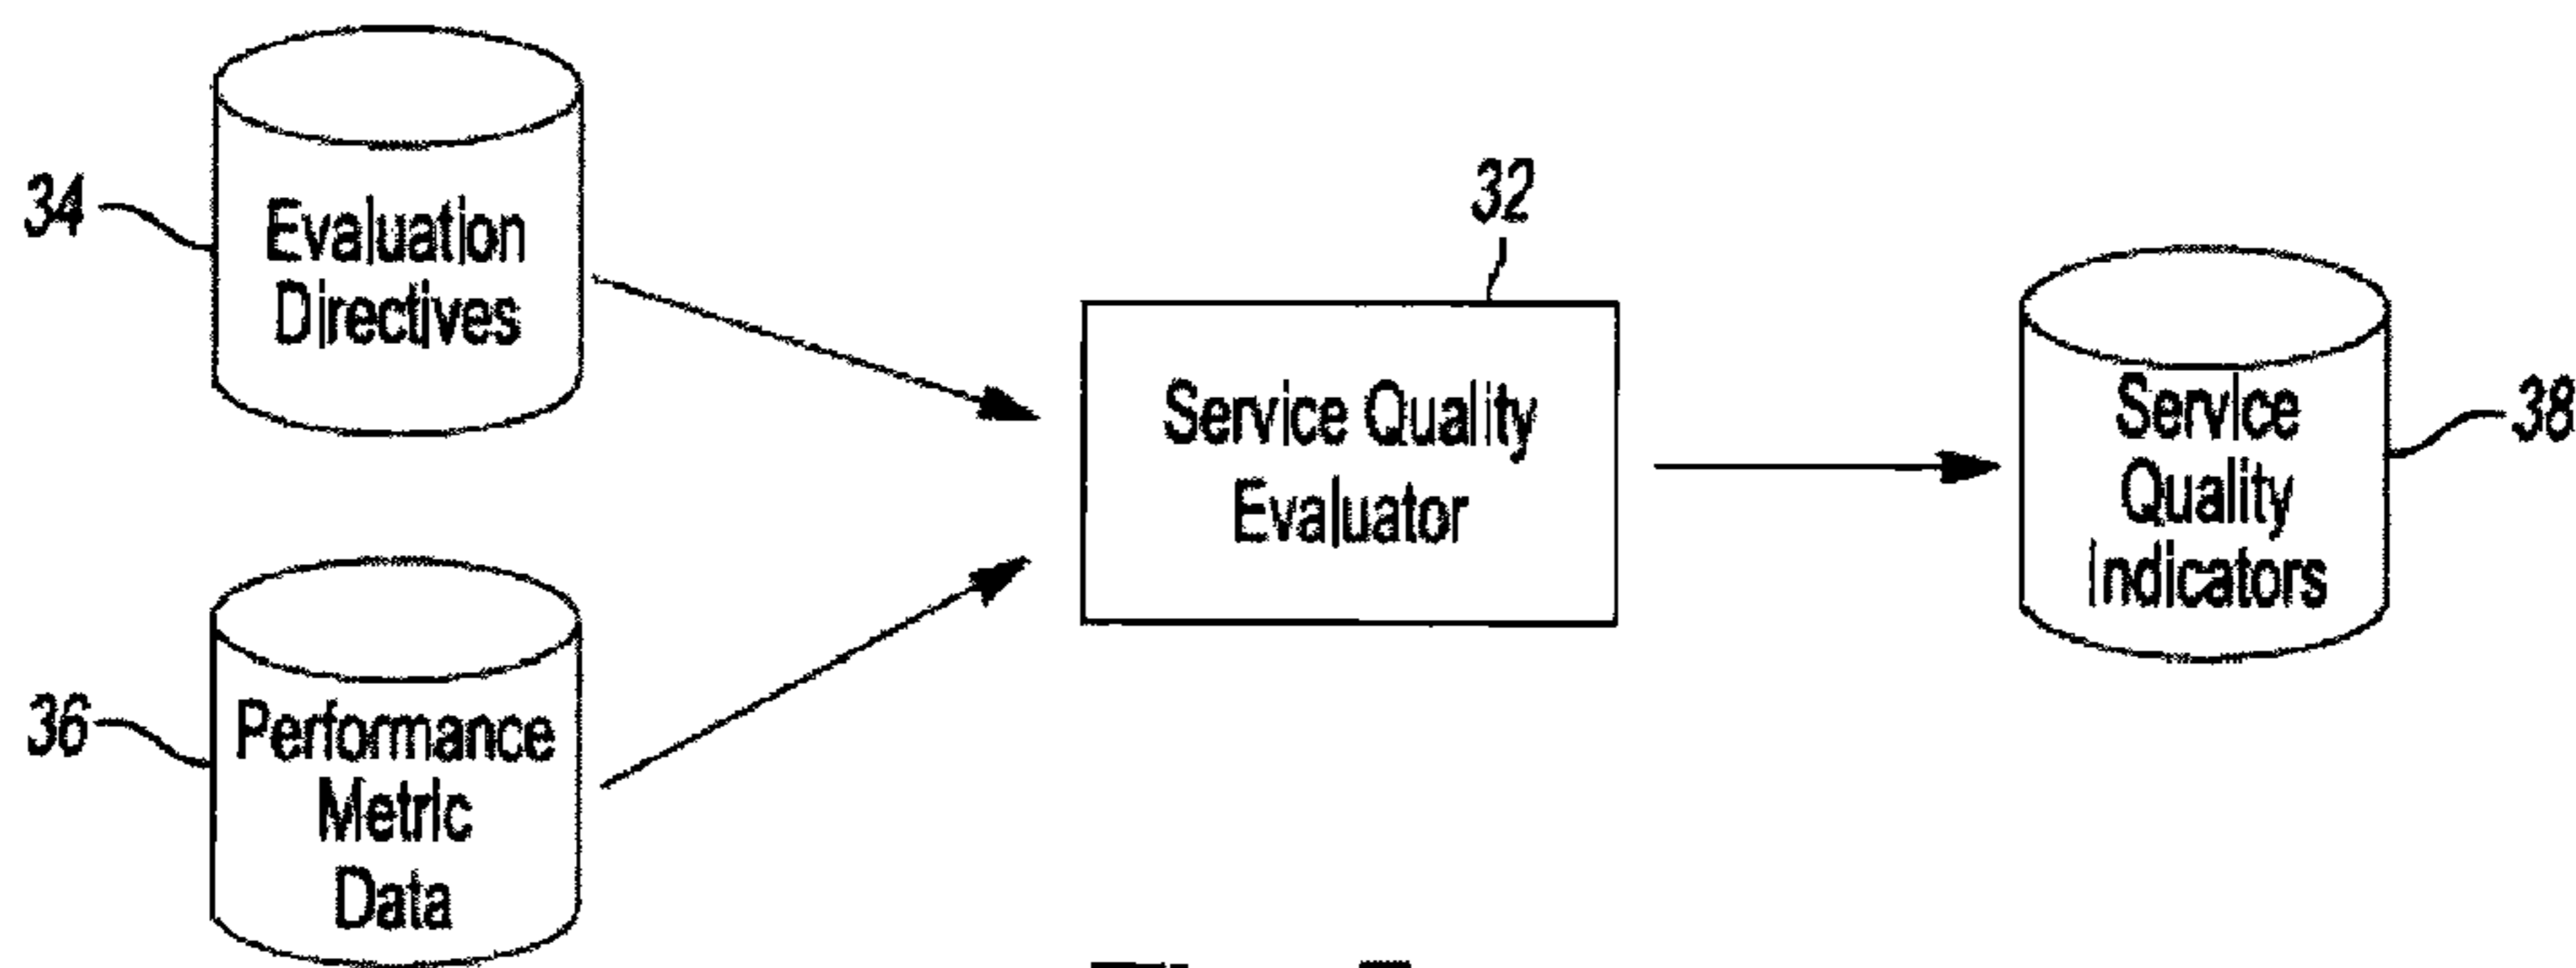 34
Evaluation
Directives
32
Service Quality
Evaluator
38
Service
Quality
Indicators
36
Performance
Metric
Data